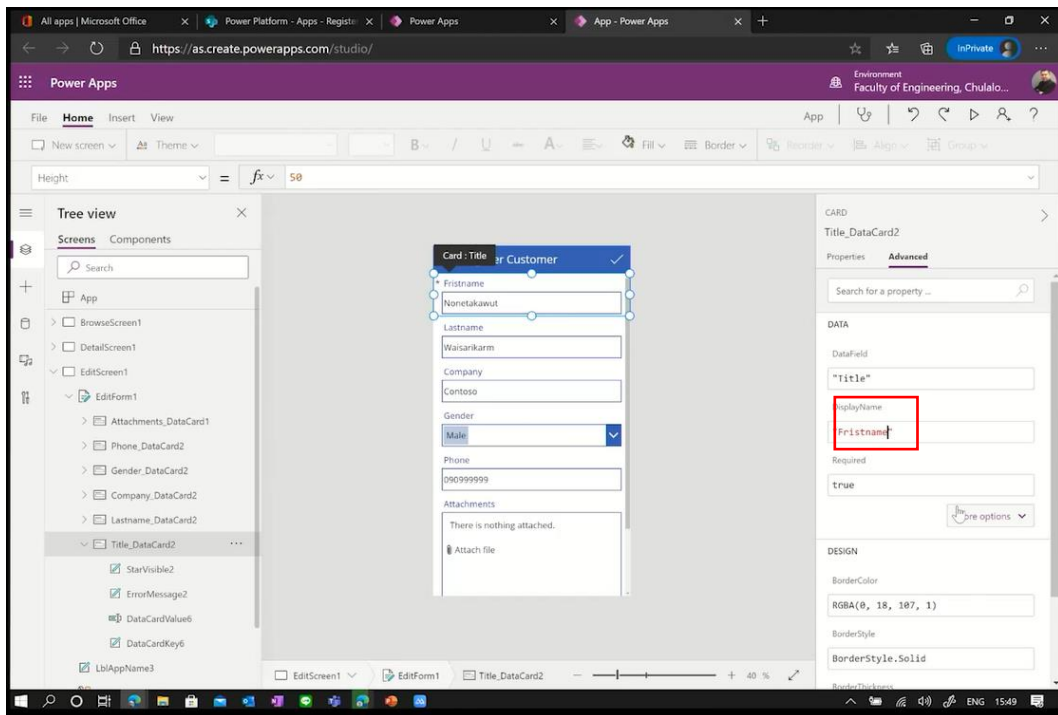 All apps | Microsoft Office
Power Platform - Apps - Register
Power Apps
App - Power Apps
https://as.create.powerapps.com/studio/
InPrivate
Power Apps
Environment
Faculty of Engineering, Chulalo...
File Home Insert View
App
New screen
Theme
B
Fill
Border
Reorder
Align
Group
Height
=
fx
50
Tree view
Screens Components
Search
App
BrowseScreen1
DetailScreen1
EditScreen1
EditForm1
Attachments_DataCard1
Phone_DataCard2
Gender_DataCard2
Company_DataCard2
Lastname_DataCard2
Title_DataCard2
StarVisible2
ErrorMessage2
DataCardValue6
DataCardKey6
LblAppName3
Card : Title
er Customer
* Fristname
Nonetakawut
Lastname
Waisarikarm
Company
Contoso
Gender
Male
Phone
090999999
Attachments
There is nothing attached.
Attach file
EditScreen1
EditForm1
Title_DataCard2
40 %
CARD
Title_DataCard2
Properties Advanced
Search for a property ...
DATA
DataField
"Title"
DisplayName
"Fristname"
Required
true
ore options
DESIGN
BorderColor
RGBA(0, 18, 107, 1)
BorderStyle
BorderStyle.Solid
BorderThickness
ENG 15:49